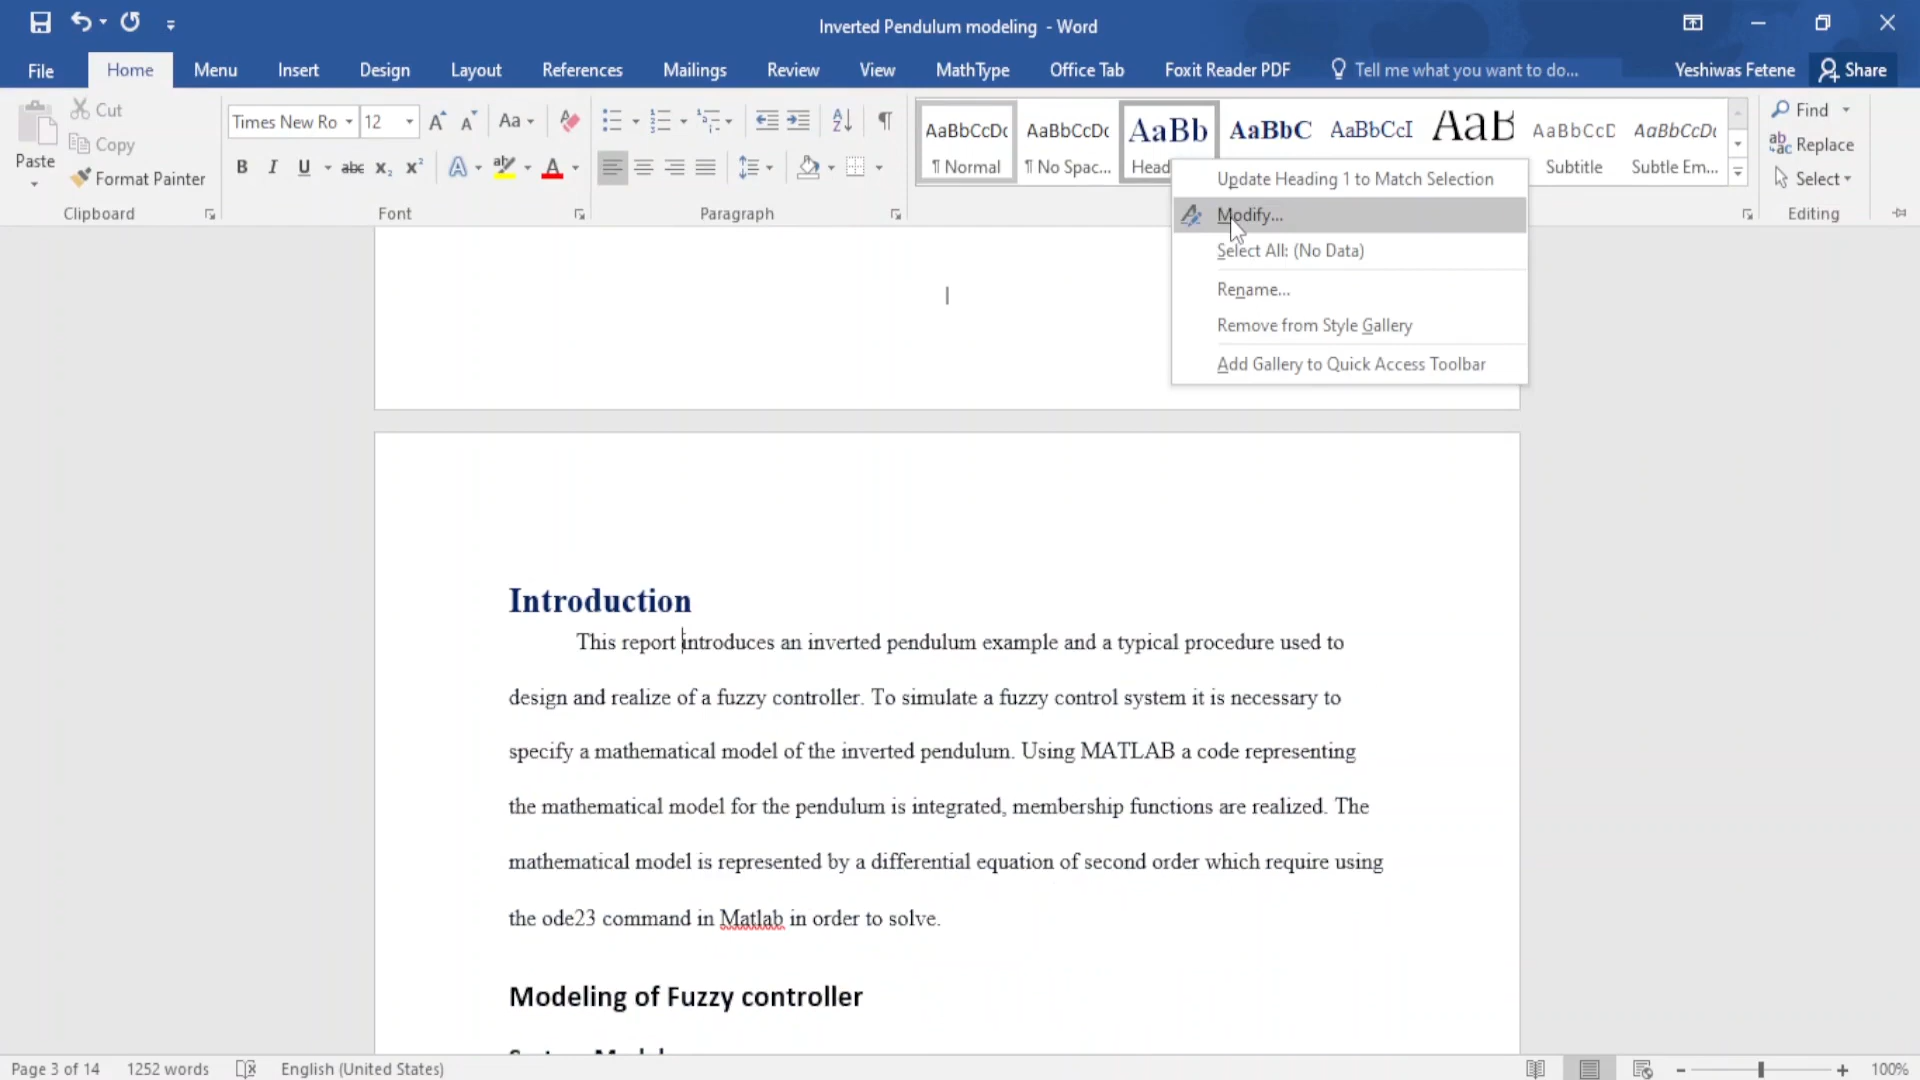 Inverted Pendulum modeling - Word
File Home Menu Insert Design Layout References Mailings Review View MathType Office Tab Foxit Reader PDF Tell me what you want to do... Yeshiwas Fetene Share
Paste
Cut
Copy
Format Painter
Clipboard
Times New Ro 12
Aa
B I U abc x₂ x² A
Font
Paragraph
AaBbCcDc AaBbCcDc AaBb AaBbC AaBbCcI AaB AaBbCcD AaBbCcDc
¶ Normal ¶ No Spac... Head Subtitle Subtle Em...
Find
Replace
Select
Editing
Update Heading 1 to Match Selection
Modify...
Select All: (No Data)
Rename...
Remove from Style Gallery
Add Gallery to Quick Access Toolbar
Introduction
This report introduces an inverted pendulum example and a typical procedure used to
design and realize of a fuzzy controller. To simulate a fuzzy control system it is necessary to
specify a mathematical model of the inverted pendulum. Using MATLAB a code representing
the mathematical model for the pendulum is integrated, membership functions are realized. The
mathematical model is represented by a differential equation of second order which require using
the ode23 command in Matlab in order to solve.
Modeling of Fuzzy controller
Page 3 of 14 1252 words English (United States) 100%